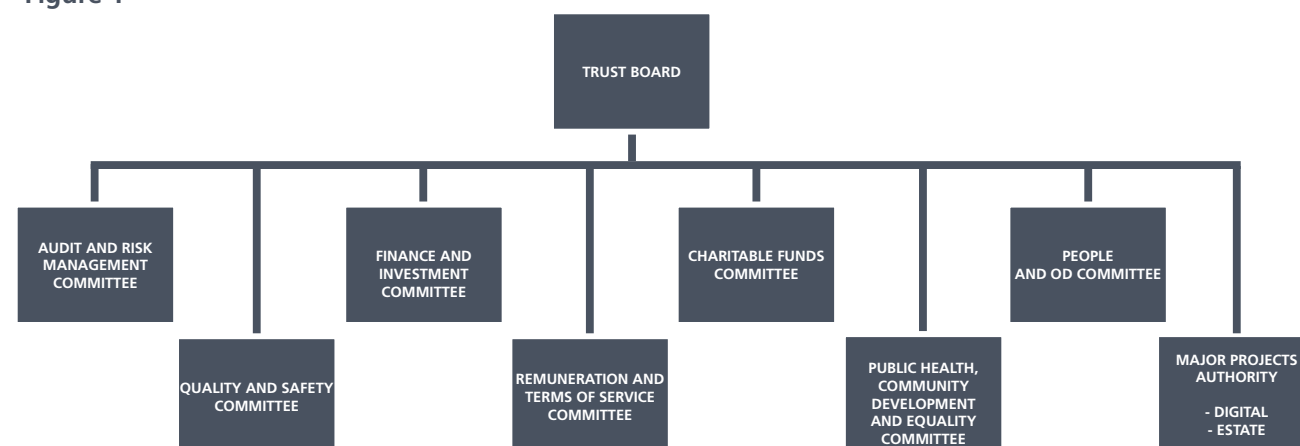 TRUST BOARD
AUDIT AND RISK
MANAGEMENT
COMMITTEE
FINANCE AND
INVESTMENT
COMMITTEE
CHARITABLE FUNDS
COMMITTEE
PEOPLE
AND OD COMMITTEE
QUALITY AND SAFETY
COMMITTEE
REMUNERATION AND
TERMS OF SERVICE
COMMITTEE
PUBLIC HEALTH,
COMMUNITY
DEVELOPMENT
AND EQUALITY
COMMITTEE
MAJOR PROJECTS
AUTHORITY
- DIGITAL
- ESTATE